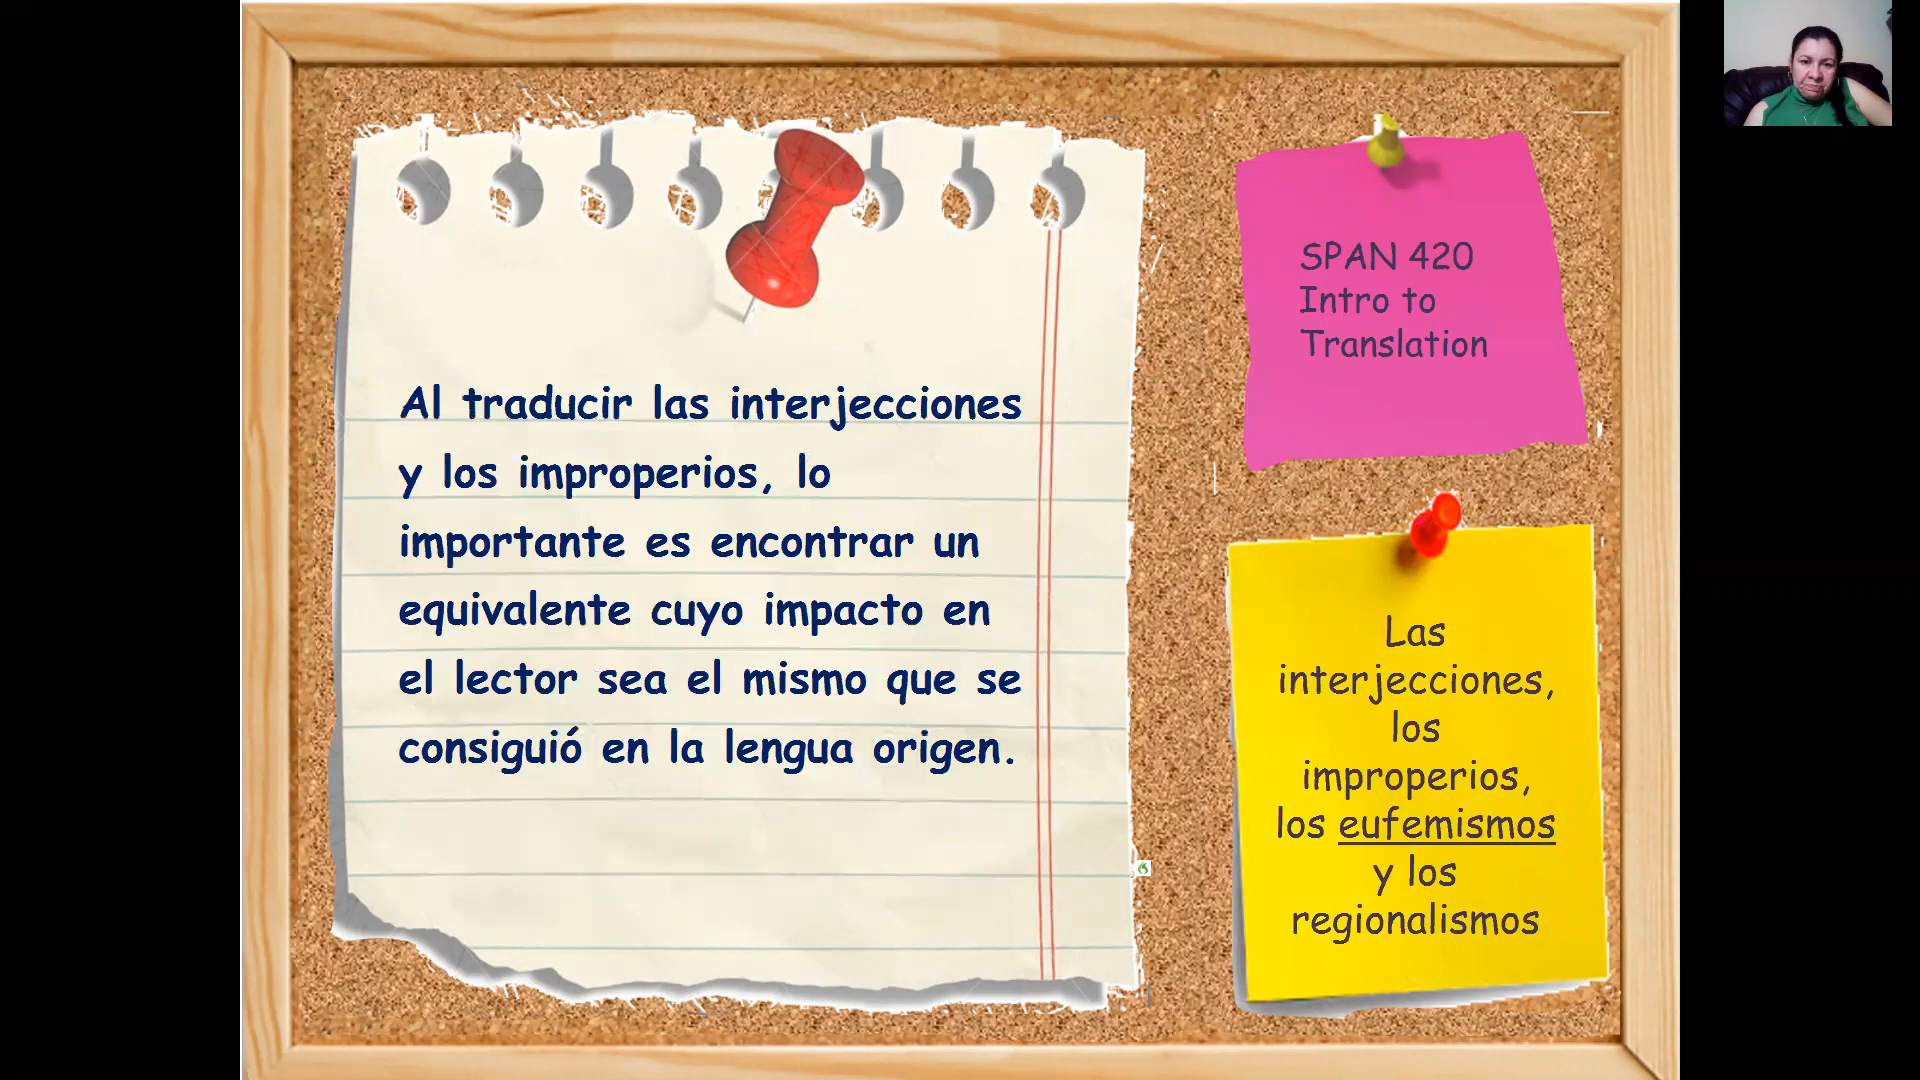 Al traducir las interjecciones
y los improperios, lo
importante es encontrar un
equivalente cuyo impacto en
el lector sea el mismo que se
consiguió en la lengua origen.
SPAN 420
Intro to
Translation
Las
interjecciones,
los
improperios,
los eufemismos
y los
regionalismos